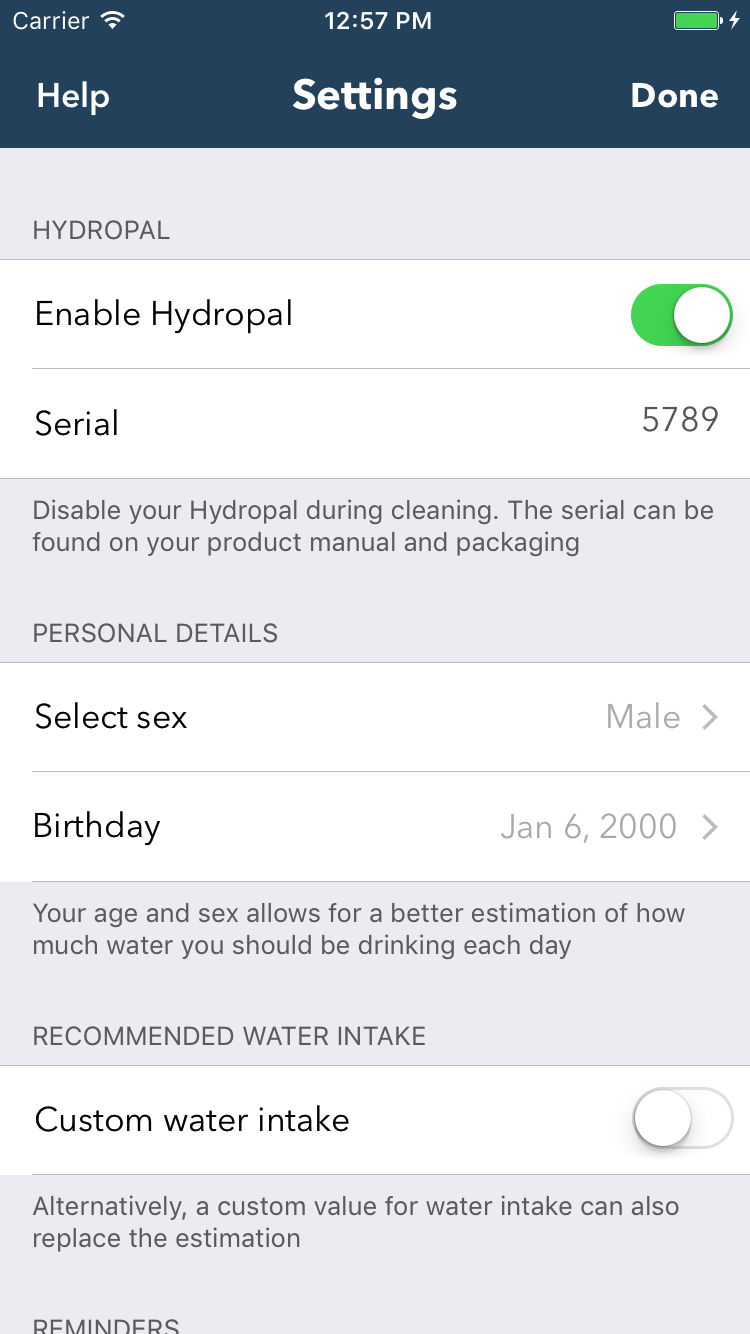 Carrier 12:57 PM
Help Settings Done
HYDROPAL
Enable Hydropal
Serial 5789
Disable your Hydropal during cleaning. The serial can be
found on your product manual and packaging
PERSONAL DETAILS
Select sex Male
Birthday Jan 6, 2000
Your age and sex allows for a better estimation of how
much water you should be drinking each day
RECOMMENDED WATER INTAKE
Custom water intake
Alternatively, a custom value for water intake can also
replace the estimation
REMINDERS